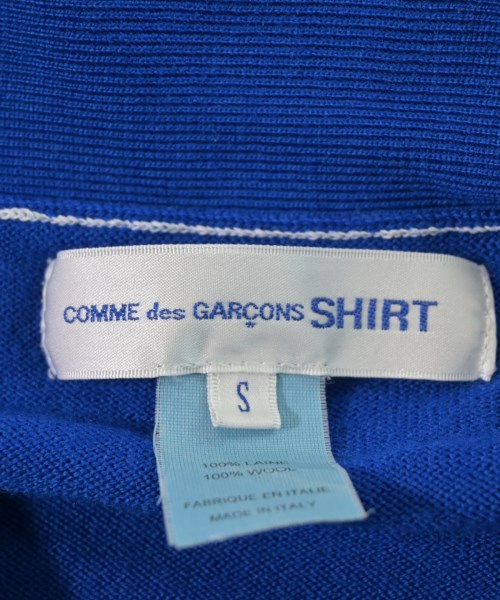 COMME des GARÇONS SHIRT
S
100% LAINE
100% WOOL
FABRIQUE EN ITALIE
MADE IN ITALY